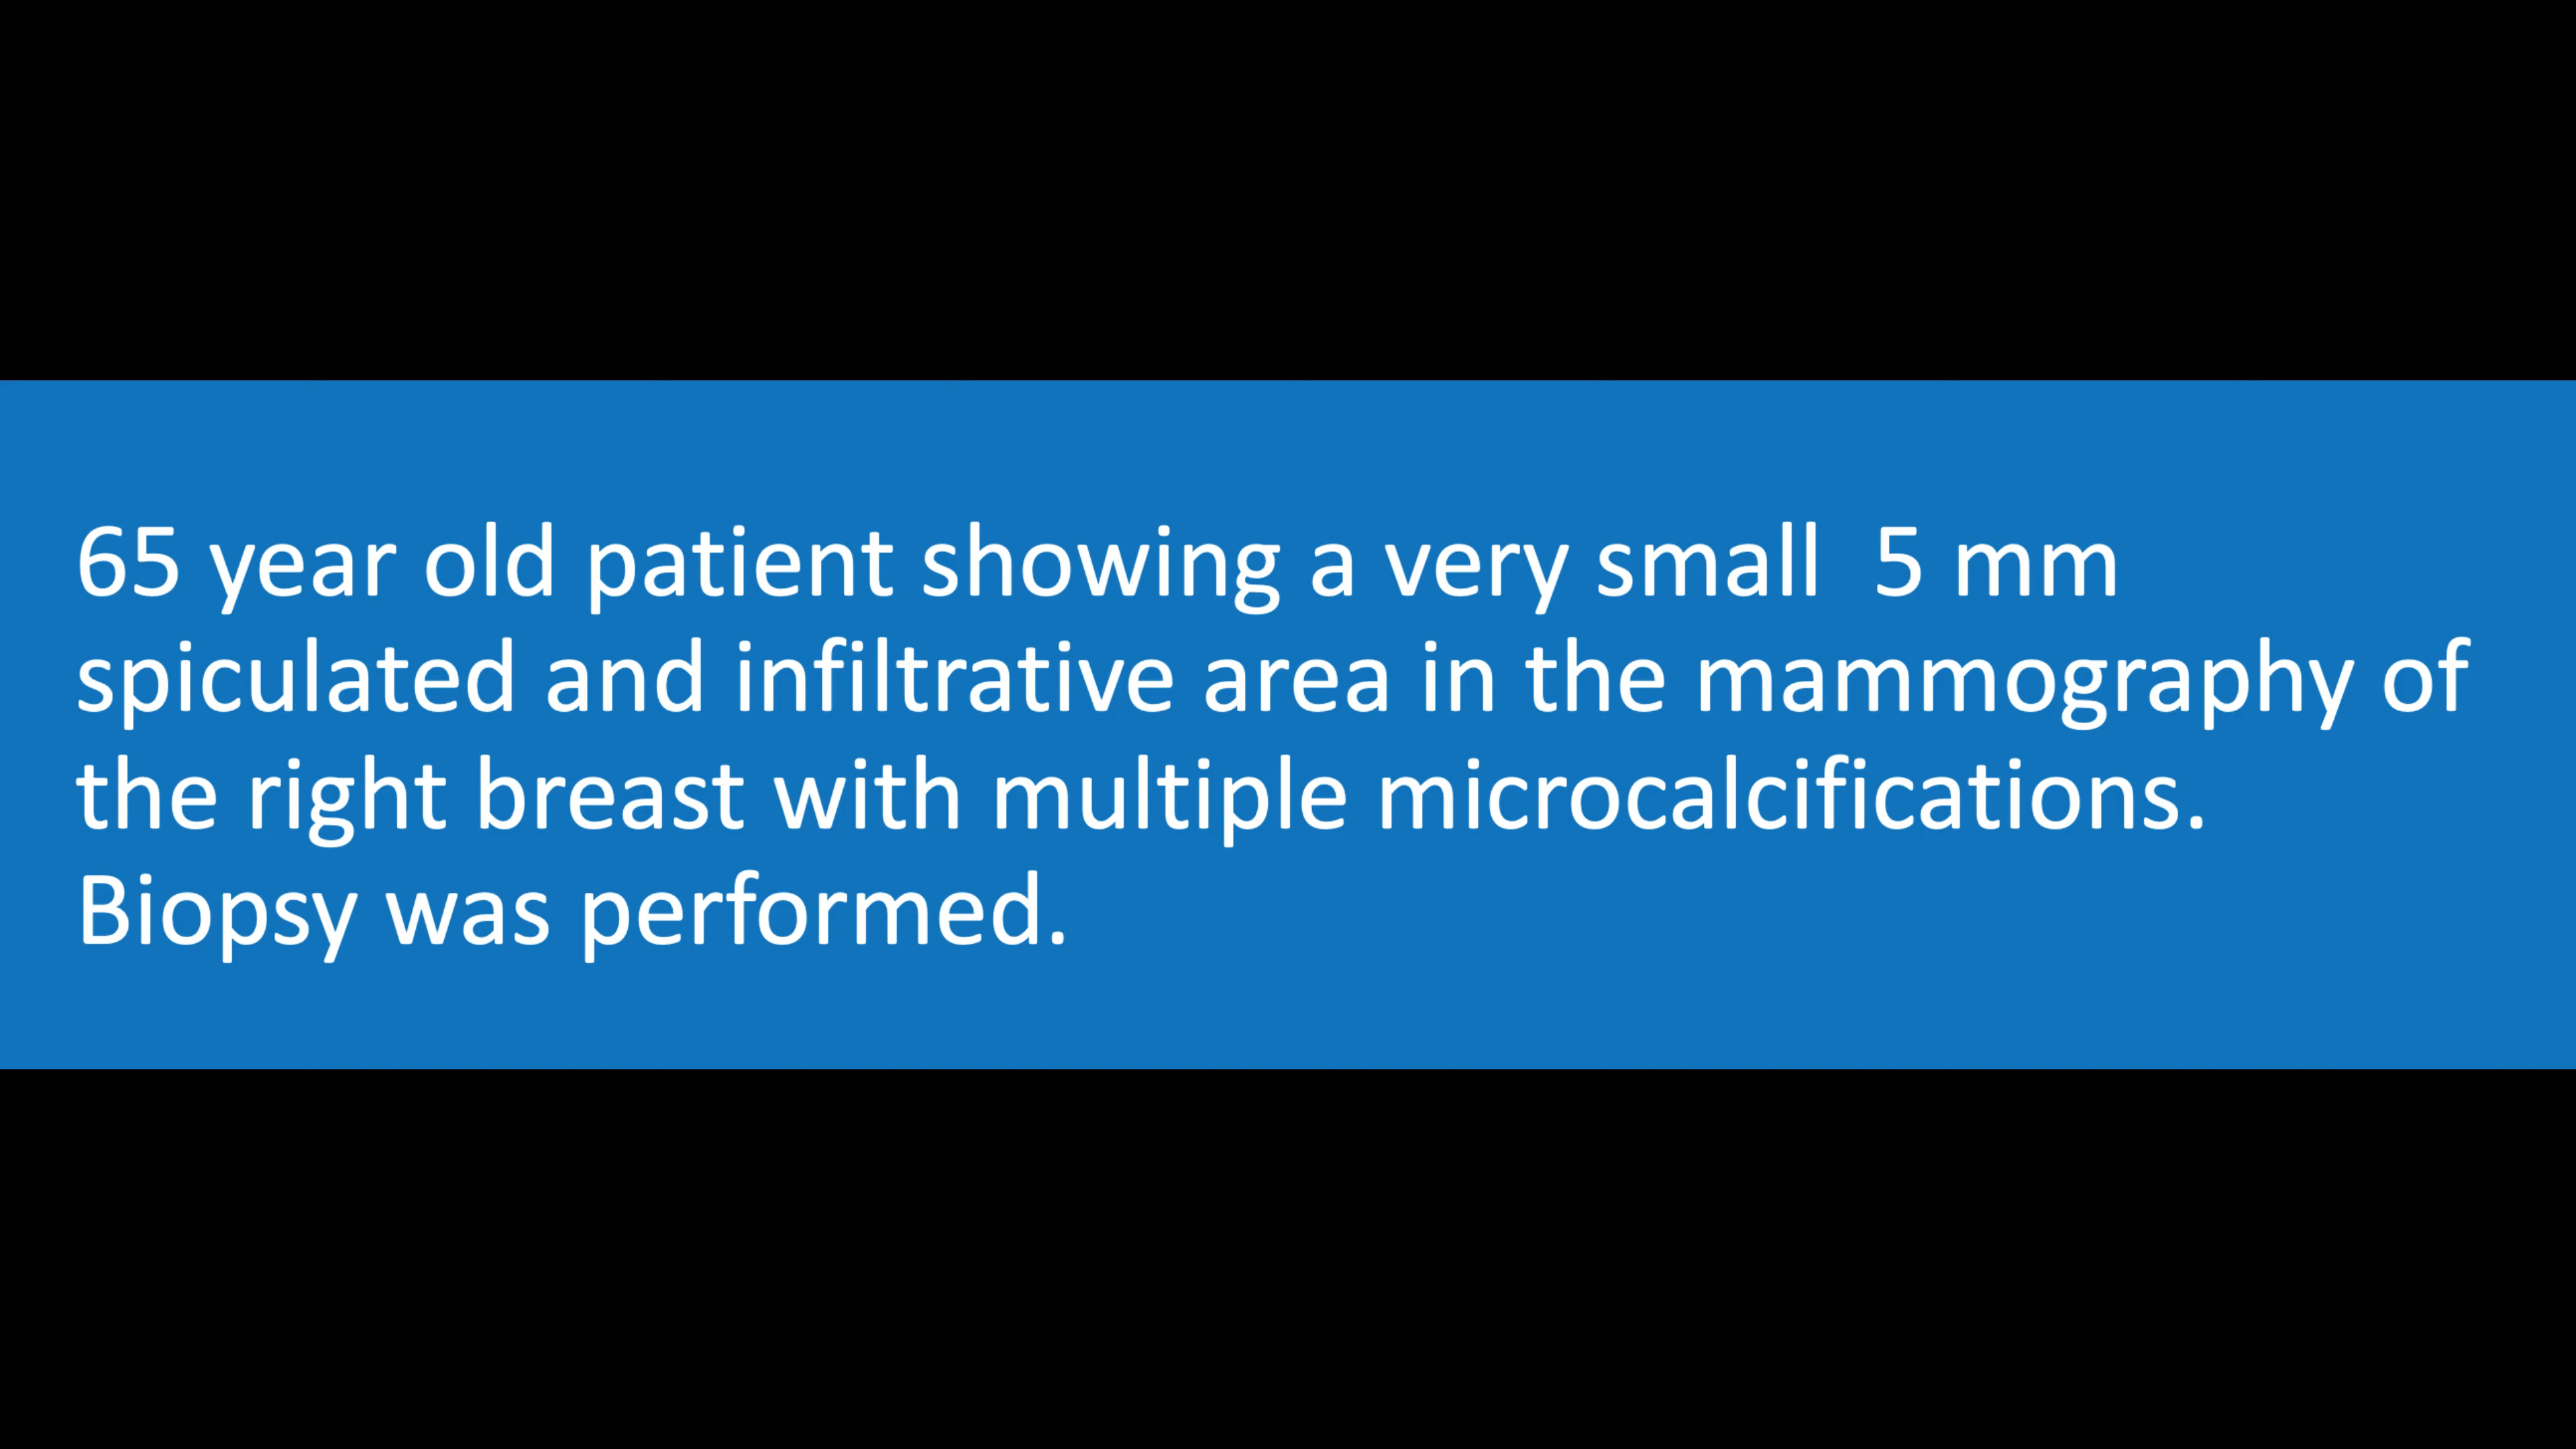 65 year old patient showing a very small  5 mm
spiculated and infiltrative area in the mammography of
the right breast with multiple microcalcifications.
Biopsy was performed.